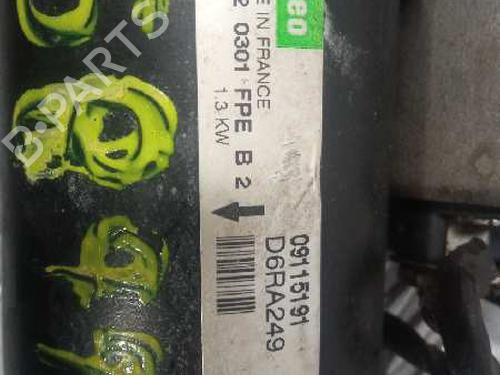 eo
E IN FRANCE
2 0301 FPE B 2
1.3 KW
09115191
D6RA249
B-PARTS